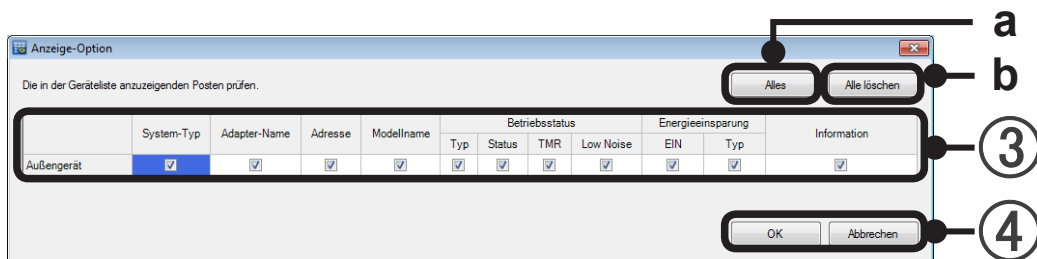 a
Anzeige-Option
Die in der Geräteliste anzuzeigenden Posten prüfen.
Alles
Alle löschen
b
System-Typ
Adapter-Name
Adresse
Modellname
Betriebsstatus
Energieeinsparung
Information
Typ
Status
TMR
Low Noise
EIN
Typ
Außengerät
③
OK
Abbrechen
④